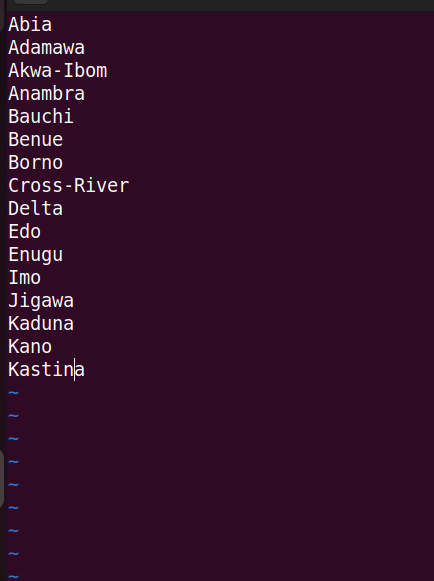 Abia
Adamawa
Akwa-Ibom
Anambra
Bauchi
Benue
Borno
Cross-River
Delta
Edo
Enugu
Imo
Jigawa
Kaduna
Kano
Kastina
~
~
~
~
~
~
~
~
~